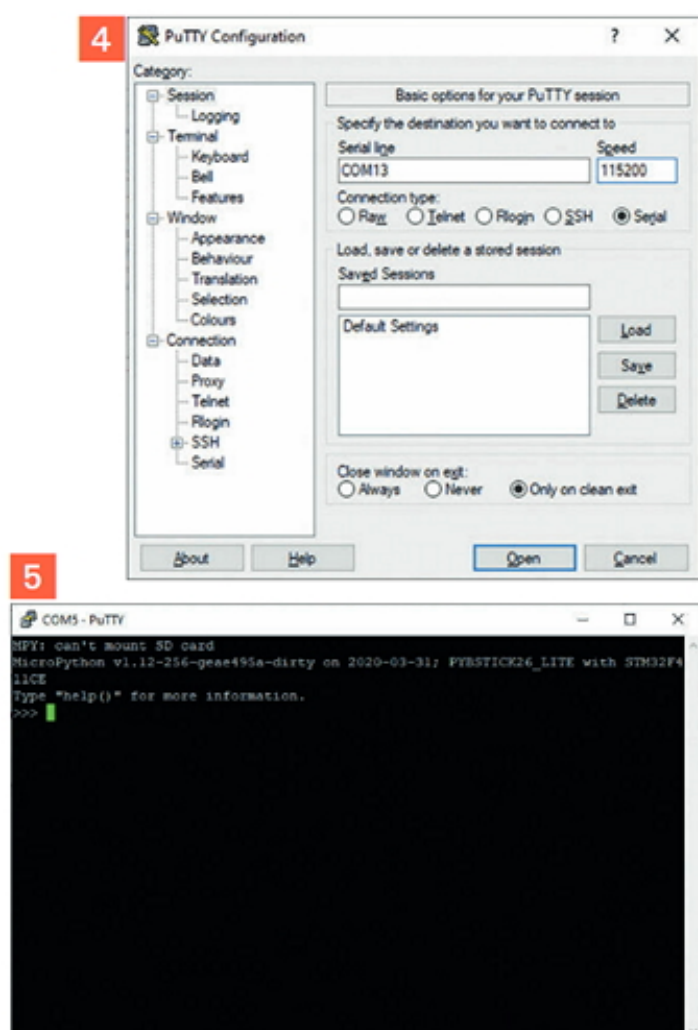 4
PuTTY Configuration
? X
Category:
Session
Logging
Terminal
Keyboard
Bell
Features
Window
Appearance
Behaviour
Translation
Selection
Colours
Connection
Data
Proxy
Telnet
Rlogin
SSH
Serial
Basic options for your PuTTY session
Specify the destination you want to connect to
Serial line Speed
COM13 115200
Connection type:
Raw Telnet Rlogin SSH Serial
Load, save or delete a stored session
Saved Sessions
Default Settings
Load
Save
Delete
Close window on exit:
Always Never Only on clean exit
About Help Open Cancel
5
COM5 - PuTTY
MPY: can't mount SD card
MicroPython v1.12-256-geae495a-dirty on 2020-03-31; PYBSTICK26_LITE with STM32F4
11CE
Type "help()" for more information.
>>>